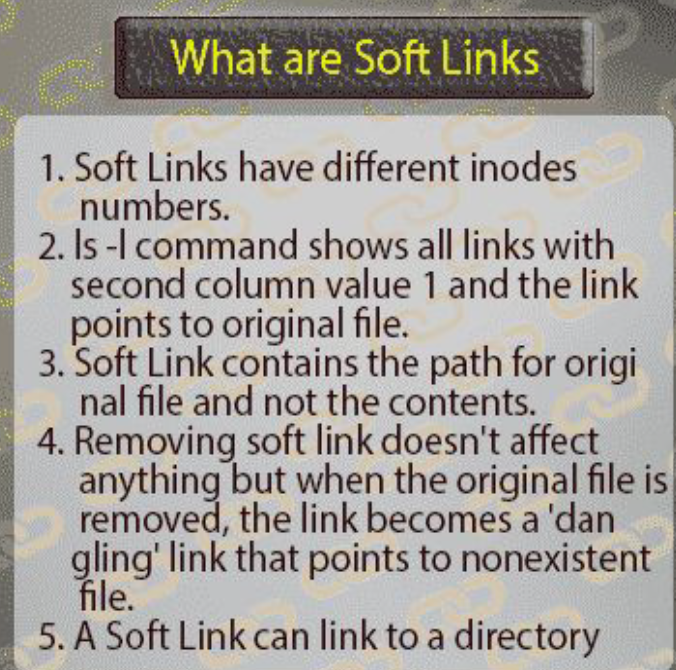 What are Soft Links
1. Soft Links have different inodes
numbers.
2. ls -l command shows all links with
second column value 1 and the link
points to original file.
3. Soft Link contains the path for origi
nal file and not the contents.
4. Removing soft link doesn't affect
anything but when the original file is
removed, the link becomes a 'dan
gling' link that points to nonexistent
file.
5. A Soft Link can link to a directory